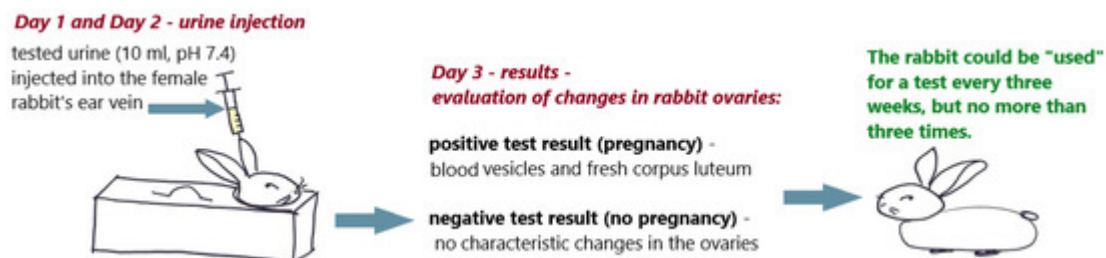 Day 1 and Day 2 - urine injection
tested urine (10 ml, pH 7.4)
injected into the female
rabbit's ear vein
Day 3 - results -
evaluation of changes in rabbit ovaries:
positive test result (pregnancy) -
blood vesicles and fresh corpus luteum
negative test result (no pregnancy) -
no characteristic changes in the ovaries
The rabbit could be "used"
for a test every three
weeks, but no more than
three times.